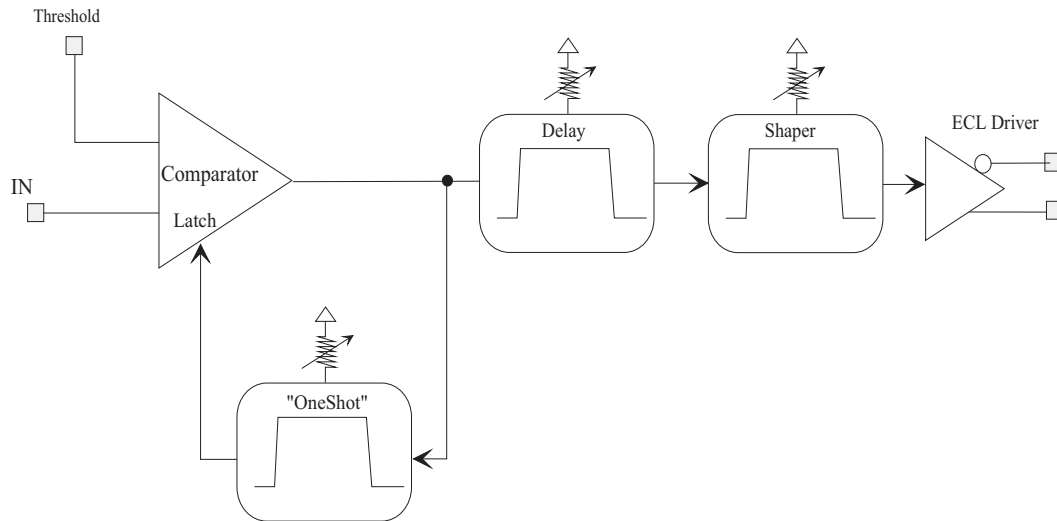 Threshold
IN
Comparator
Latch
Delay
Shaper
ECL Driver
"OneShot"